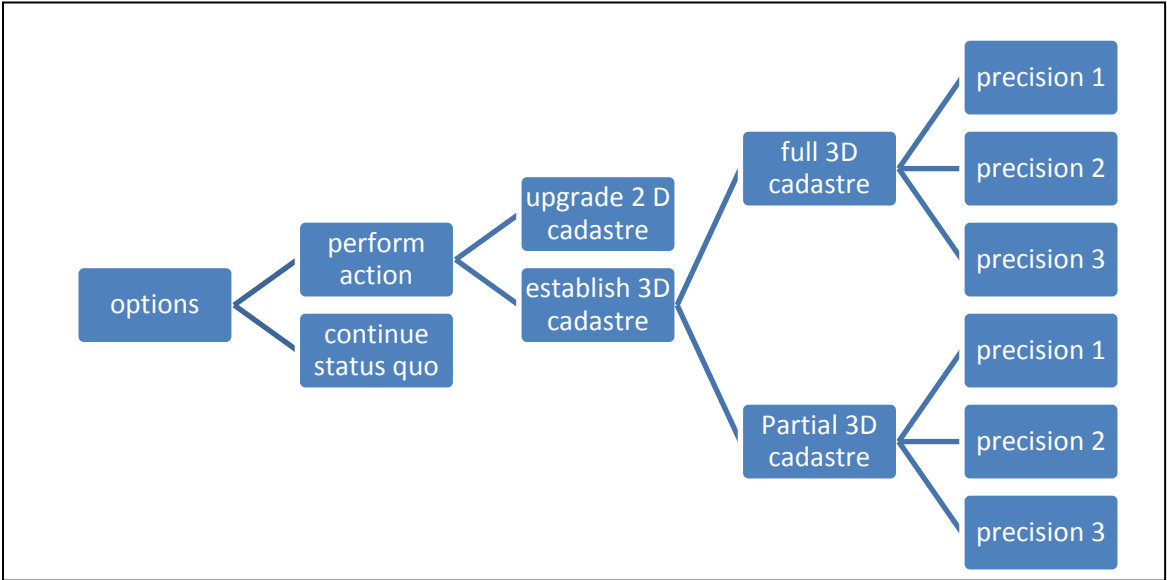 options
perform
action
continue
status quo
upgrade 2 D
cadastre
establish 3D
cadastre
full 3D
cadastre
Partial 3D
cadastre
precision 1
precision 2
precision 3
precision 1
precision 2
precision 3